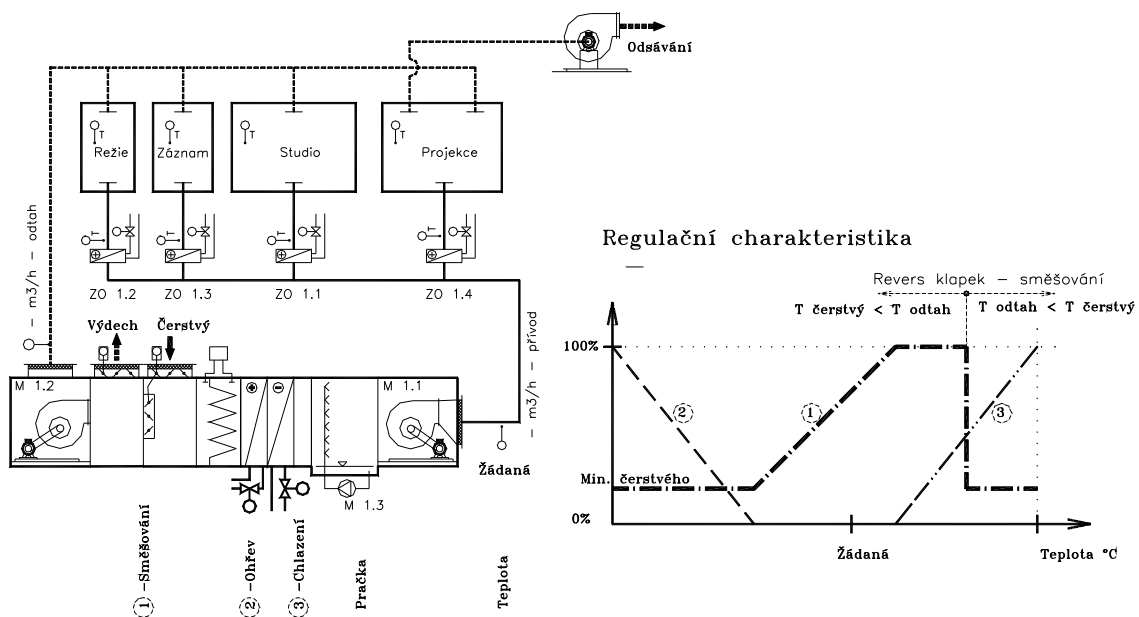 Odsávání
T
Režie
T
Záznam
T
Studio
T
Projekce
– m3/h – odtah
T
T
T
T
ZO 1.2
ZO 1.3
ZO 1.1
ZO 1.4
Výdech
Čerstvý
– m3/h – přívod
M 1.2
M 1.1
Žádaná
M 1.3
1 –Směšování
2 –Ohřev
3 –Chlazení
Pračka
Teplota
Regulační charakteristika
Revers klapek – směšování
T čerstvý < T odtah
T odtah < T čerstvý
100%
2
1
3
Min. čerstvého
0%
Žádaná
Teplota °C